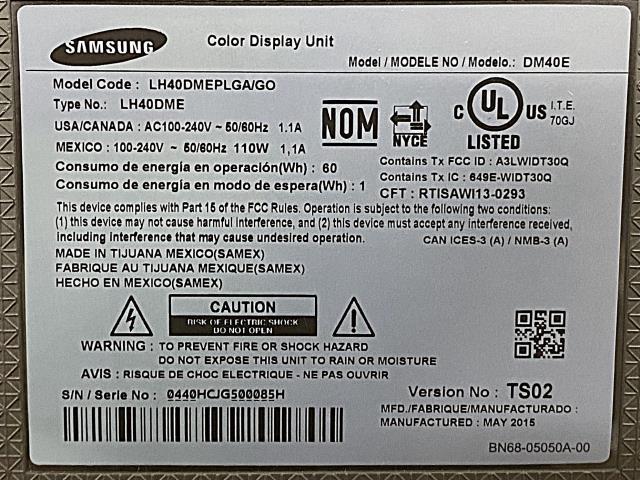 SAMSUNG
Color Display Unit
Model / MODELE NO / Modelo.: DM40E
Model Code : LH40DMEPLGA/GO
Type No.: LH40DME
USA/CANADA : AC100-240V ~ 50/60Hz 1.1A
MEXICO: 100-240V ~ 50/60Hz 110W 1,1A
Consumo de energía en operación(Wh) : 60
Consumo de energía en modo de espera(Wh) : 1
NOM
NYCE
C UL US
LISTED
I.T.E.
70GJ
Contains Tx FCC ID : A3LWIDT30Q
Contains Tx IC : 649E-WIDT30Q
CFT : RTISAWI13-0293
This device complies with Part 15 of the FCC Rules. Operation is subject to the following two conditions:
(1) this device may not cause harmful interference, and (2) this device must accept any interference received,
including interference that may cause undesired operation.
CAN ICES-3 (A) / NMB-3 (A)
MADE IN TIJUANA MEXICO(SAMEX)
FABRIQUE AU TIJUANA MEXIQUE(SAMEX)
HECHO EN MEXICO(SAMEX)
CAUTION
RISK OF ELECTRIC SHOCK
DO NOT OPEN
WARNING : TO PREVENT FIRE OR SHOCK HAZARD
DO NOT EXPOSE THIS UNIT TO RAIN OR MOISTURE
AVIS : RISQUE DE CHOC ELECTRIQUE - NE PAS OUVRIR
S/N / Serie No : 0440HCJG500085H
Version No : TS02
MFD./FABRIQUE/MANUFACTURADO :
MANUFACTURED : MAY 2015
BN68-05050A-00